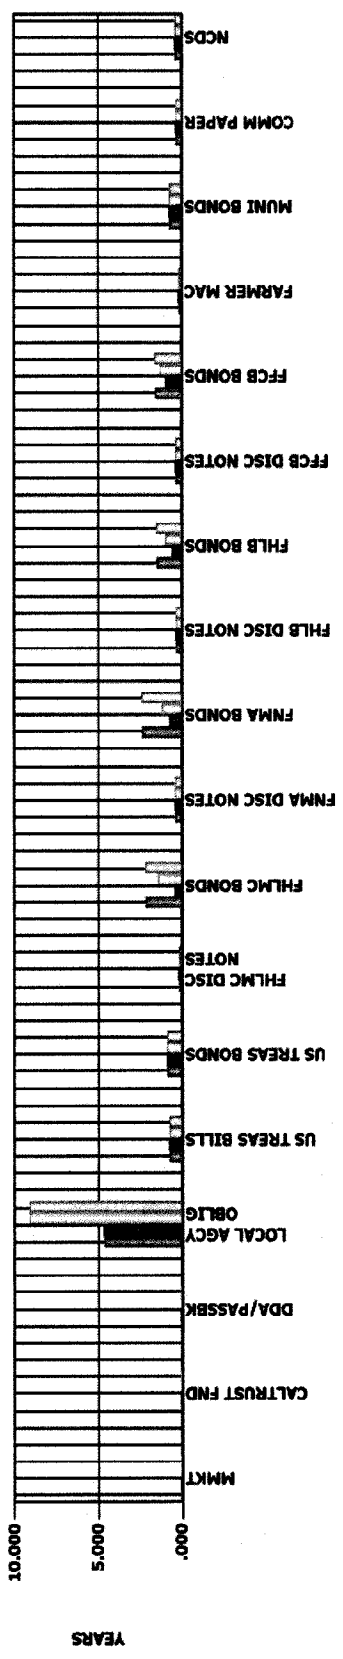 YEARS
10.000
5.000
.000
MMKT
CALTRUST FND
DDA/PASSBK
LOCAL AGCY
OBLIG
US TREAS BILLS
US TREAS BONDS
FHLMC DISC
NOTES
FHLMC BONDS
FNMA DISC NOTES
FNMA BONDS
FHLB DISC NOTES
FHLB BONDS
FFCB DISC NOTES
FFCB BONDS
FARMER MAC
MUNI BONDS
COMM PAPER
NCDS